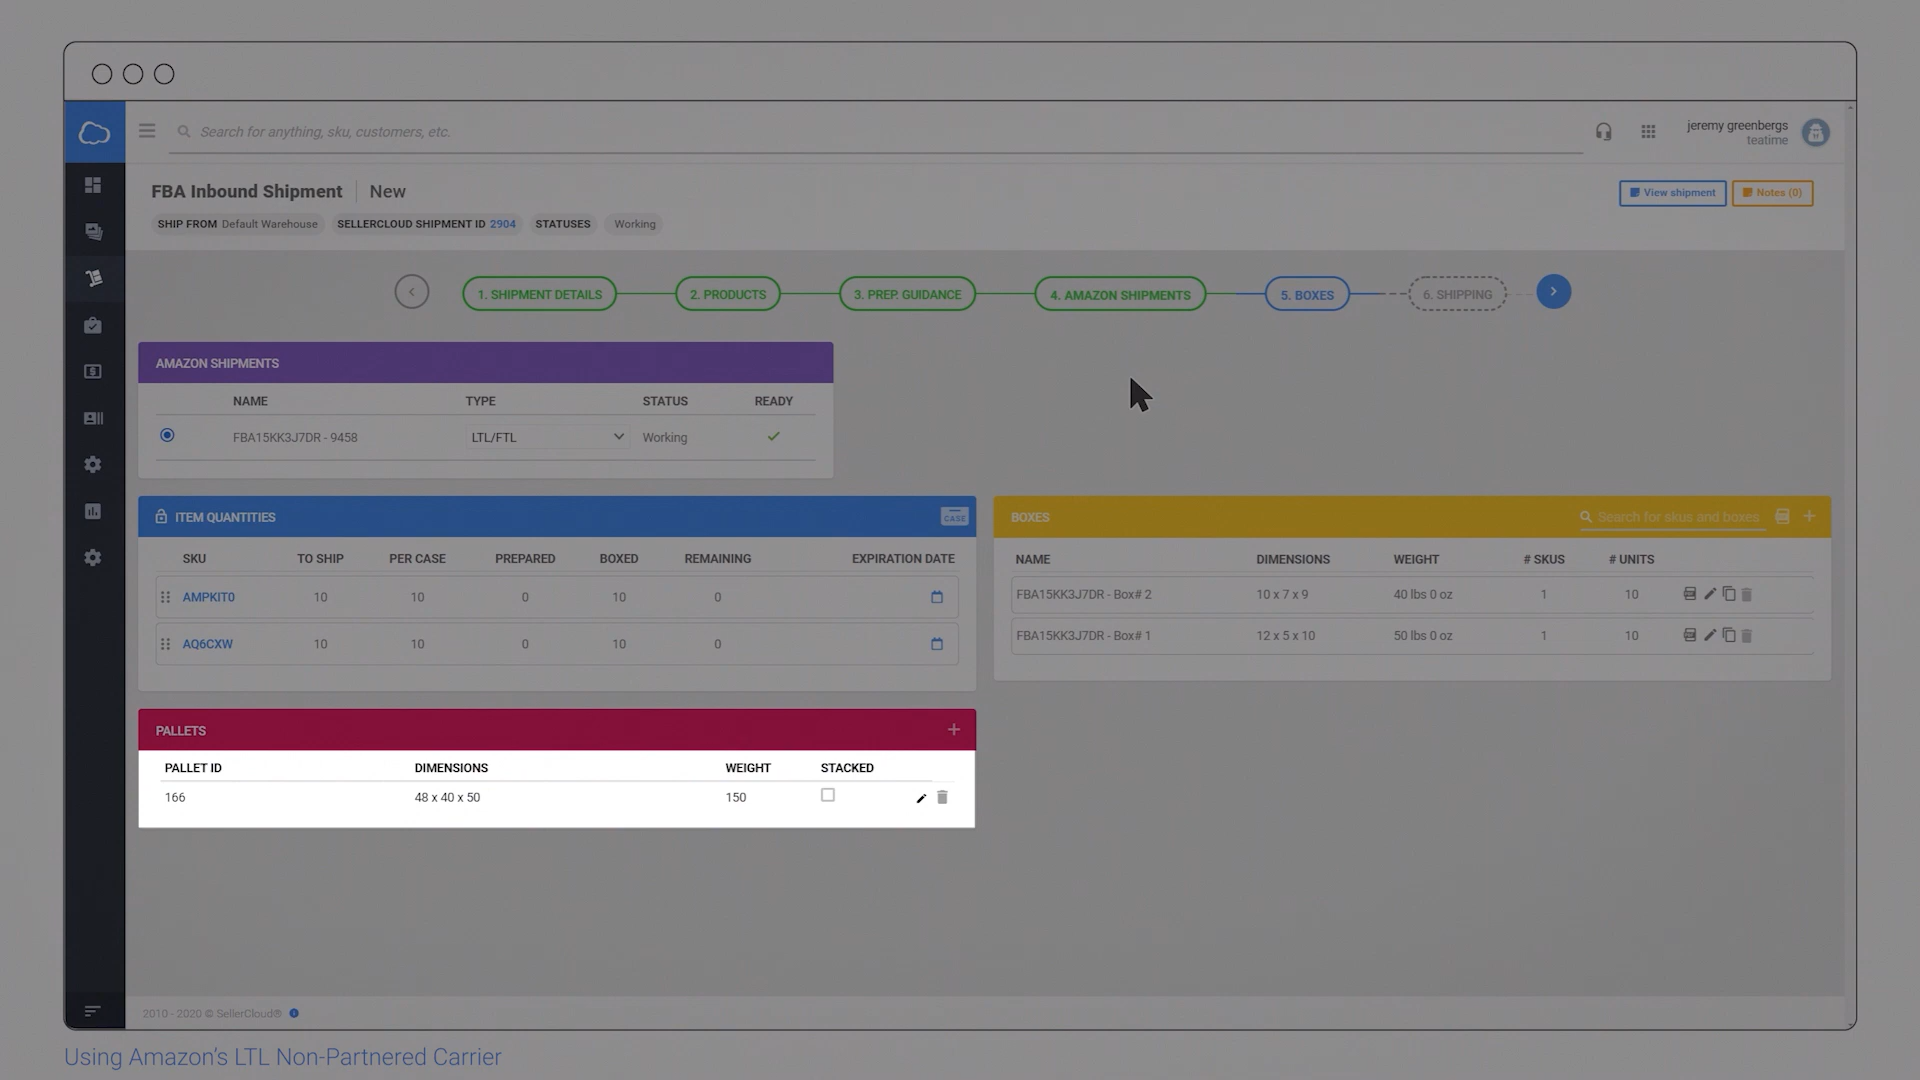 Search for anything, sku, customers, etc.
jeremy greenbergs
teatime
FBA Inbound Shipment New
View shipment
Notes (0)
SHIP FROM Default Warehouse SELLERCLOUD SHIPMENT ID 2904 STATUSES Working
1. SHIPMENT DETAILS 2. PRODUCTS 3. PREP. GUIDANCE 4. AMAZON SHIPMENTS 5. BOXES 6. SHIPPING
AMAZON SHIPMENTS
NAME TYPE STATUS READY
FBA15KK3J7DR - 9458 LTL/FTL Working
ITEM QUANTITIES CASE
SKU TO SHIP PER CASE PREPARED BOXED REMAINING EXPIRATION DATE
AMPKIT0 10 10 0 10 0
AQ6CXW 10 10 0 10 0
BOXES Search for skus and boxes
NAME DIMENSIONS WEIGHT # SKUS # UNITS
FBA15KK3J7DR - Box# 2 10 x 7 x 9 40 lbs 0 oz 1 10
FBA15KK3J7DR - Box# 1 12 x 5 x 10 50 lbs 0 oz 1 10
PALLETS
PALLET ID DIMENSIONS WEIGHT STACKED
166 48 x 40 x 50 150
2010 - 2020 © SellerCloud®
Using Amazon's LTL Non-Partnered Carrier